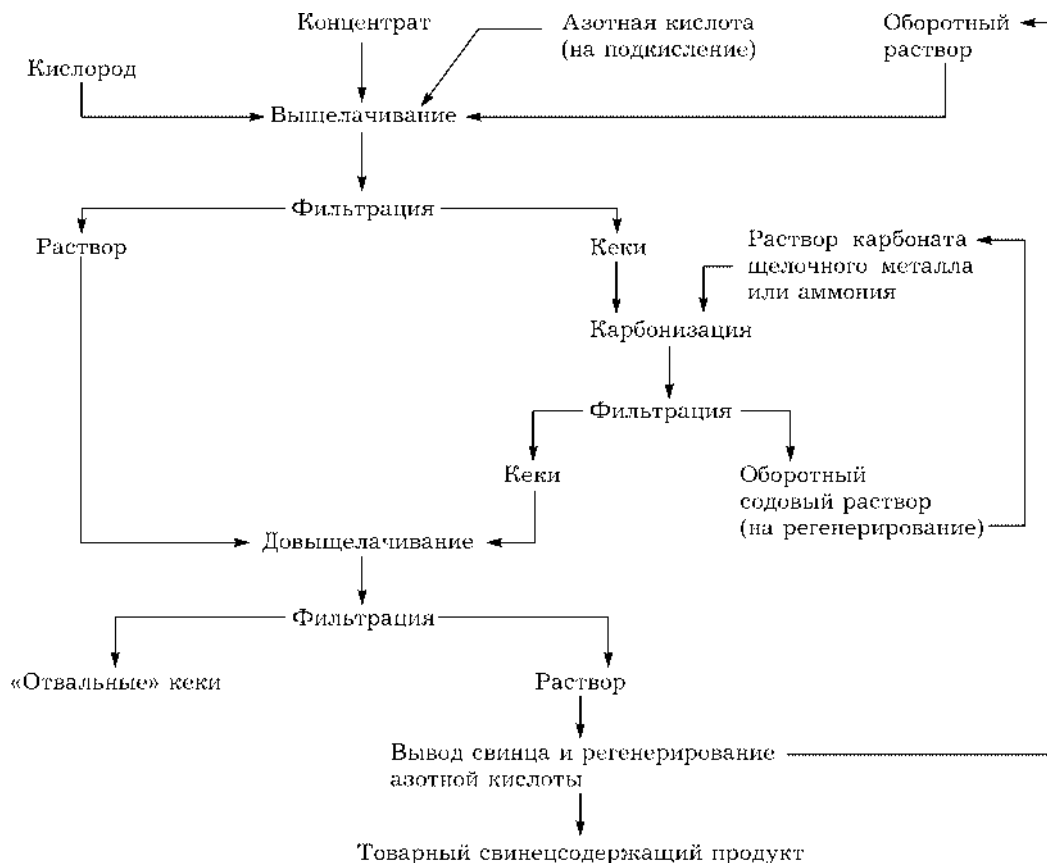 Концентрат
Азотная кислота
(на подкисление)
Оборотный
раствор
Кислород
Выщелачивание
Фильтрация
Раствор
Кеки
Раствор карбоната
щелочного металла
или аммония
Карбонизация
Фильтрация
Кеки
Оборотный
содовый раствор
(на регенерирование)
Довыщелачивание
Фильтрация
«Отвальные» кеки
Раствор
Вывод свинца и регенерирование
азотной кислоты
Товарный свинецсодержащий продукт